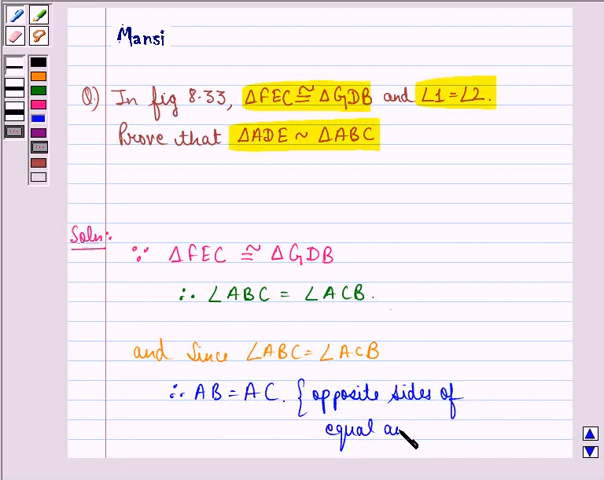 Mansi
Q) In fig 8.33, ΔFEC ≅ ΔGDB and ∠1 = ∠2.
Prove that ΔADE ~ ΔABC
Soln:
∵ ΔFEC ≅ ΔGDB
∴ ∠ABC = ∠ACB.
and since ∠ABC = ∠ACB
∴ AB = AC. { opposite sides of
equal a